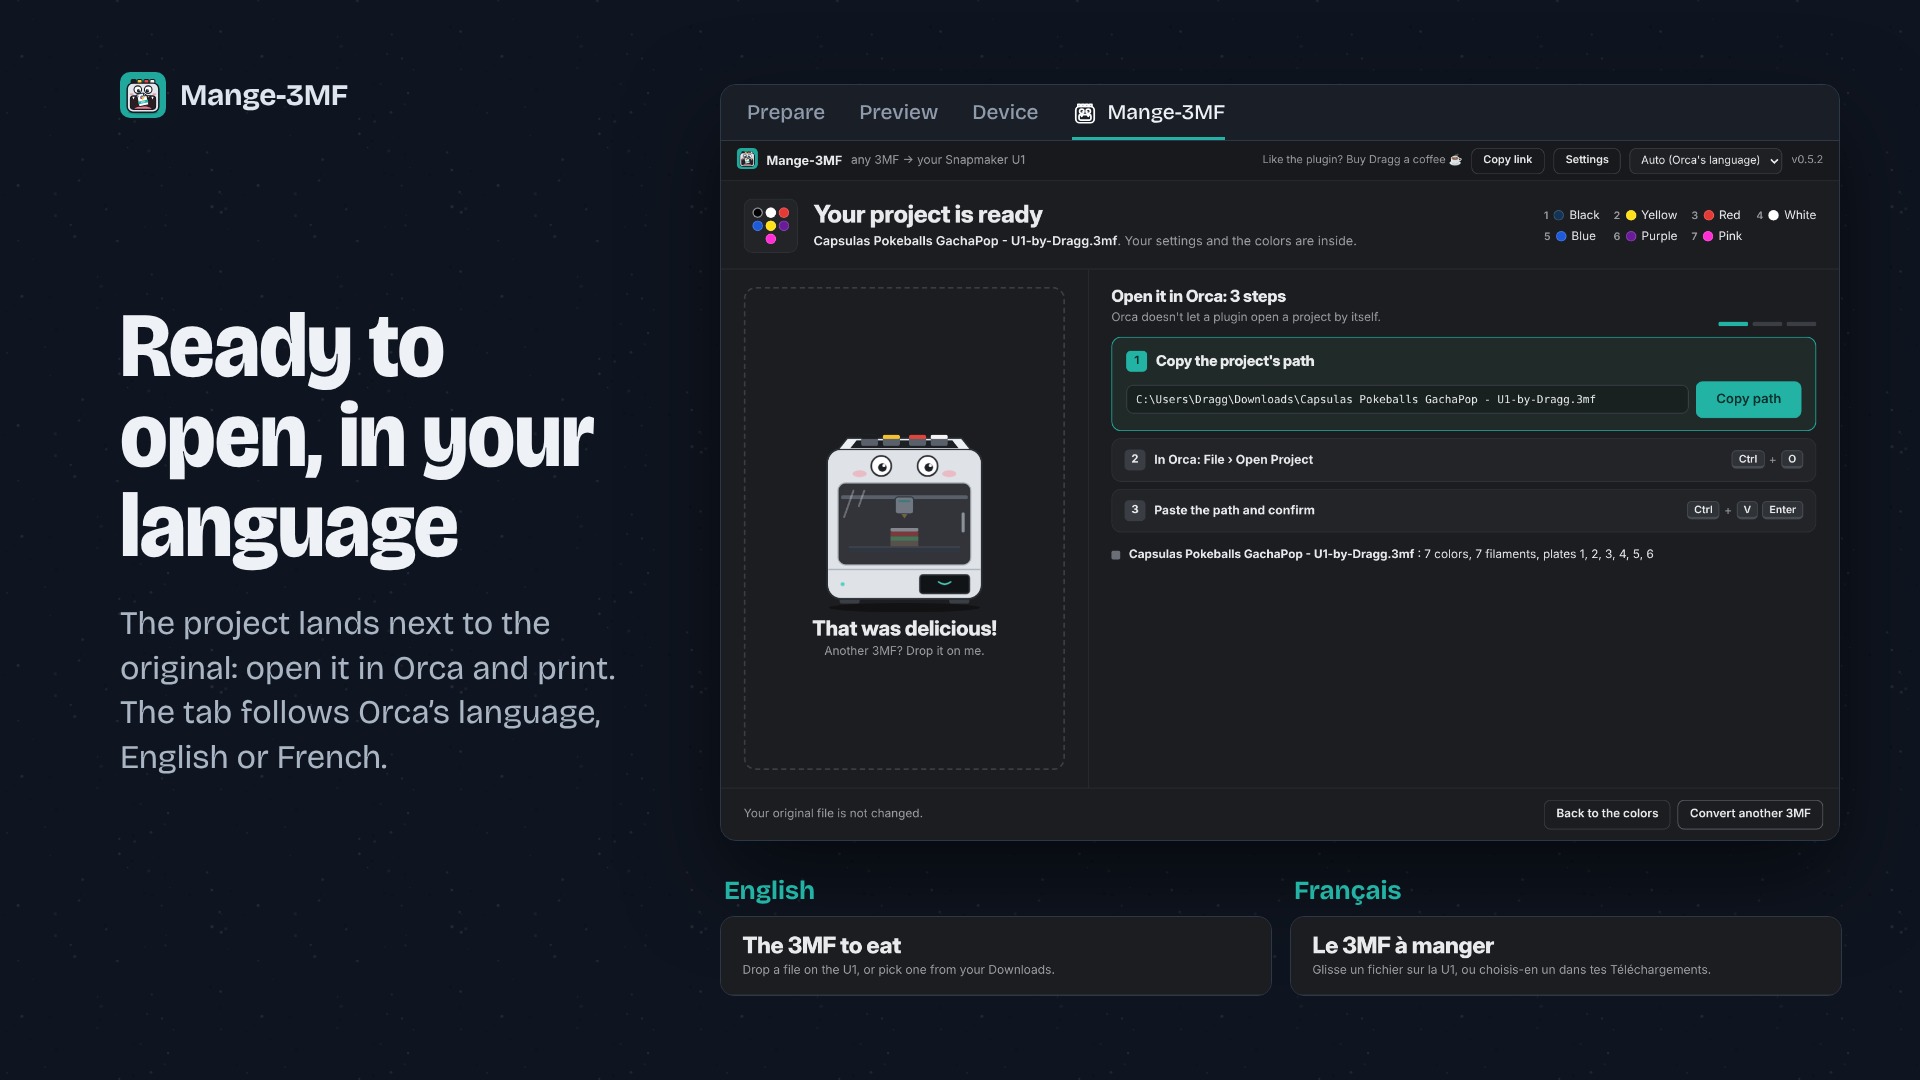 Mange-3MF
Ready to
open, in your
language
The project lands next to the
original: open it in Orca and print.
The tab follows Orca’s language,
English or French.
Prepare Preview Device Mange-3MF
Mange-3MF any 3MF → your Snapmaker U1 Like the plugin? Buy Dragg a coffee ☕ Copy link Settings Auto (Orca's language) v0.5.2
Your project is ready
Capsulas Pokeballs GachaPop - U1-by-Dragg.3mf. Your settings and the colors are inside.
1 Black 2 Yellow 3 Red 4 White
5 Blue 6 Purple 7 Pink
That was delicious!
Another 3MF? Drop it on me.
Open it in Orca: 3 steps
Orca doesn't let a plugin open a project by itself.
1 Copy the project's path
C:\Users\Dragg\Downloads\Capsulas Pokeballs GachaPop - U1-by-Dragg.3mf Copy path
2 In Orca: File › Open Project Ctrl + O
3 Paste the path and confirm Ctrl + V Enter
Capsulas Pokeballs GachaPop - U1-by-Dragg.3mf : 7 colors, 7 filaments, plates 1, 2, 3, 4, 5, 6
Your original file is not changed. Back to the colors Convert another 3MF
English
The 3MF to eat
Drop a file on the U1, or pick one from your Downloads.
Français
Le 3MF à manger
Glisse un fichier sur la U1, ou choisis-en un dans tes Téléchargements.